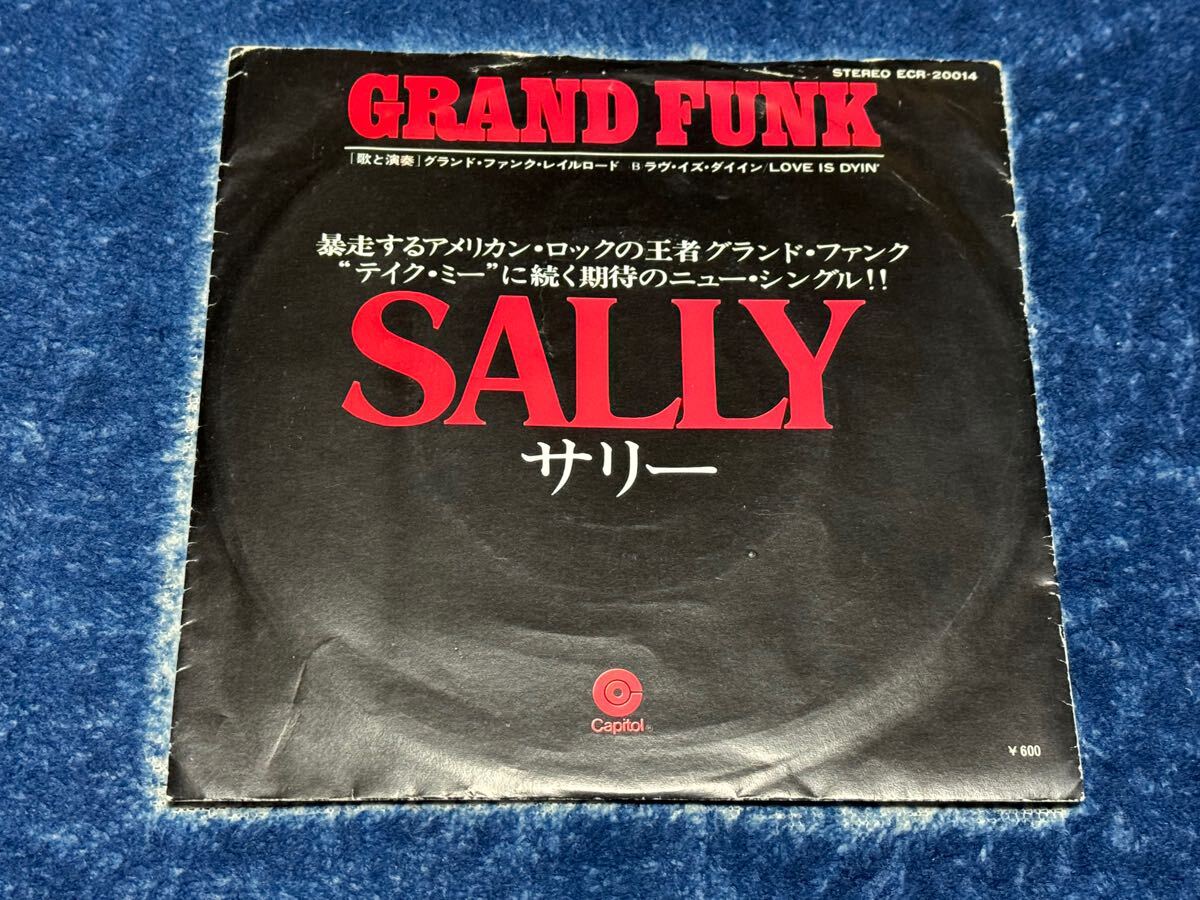 STEREO ECR-20014
GRAND FUNK
[歌と演奏]グランド・ファンク・レイルロード B ラヴ・イズ・ダイイン/LOVE IS DYIN'
暴走するアメリカン・ロックの王者グランド・ファンク
“テイク・ミー”に続く期待のニュー・シングル!!
SALLY
サリー
Capitol®
¥600